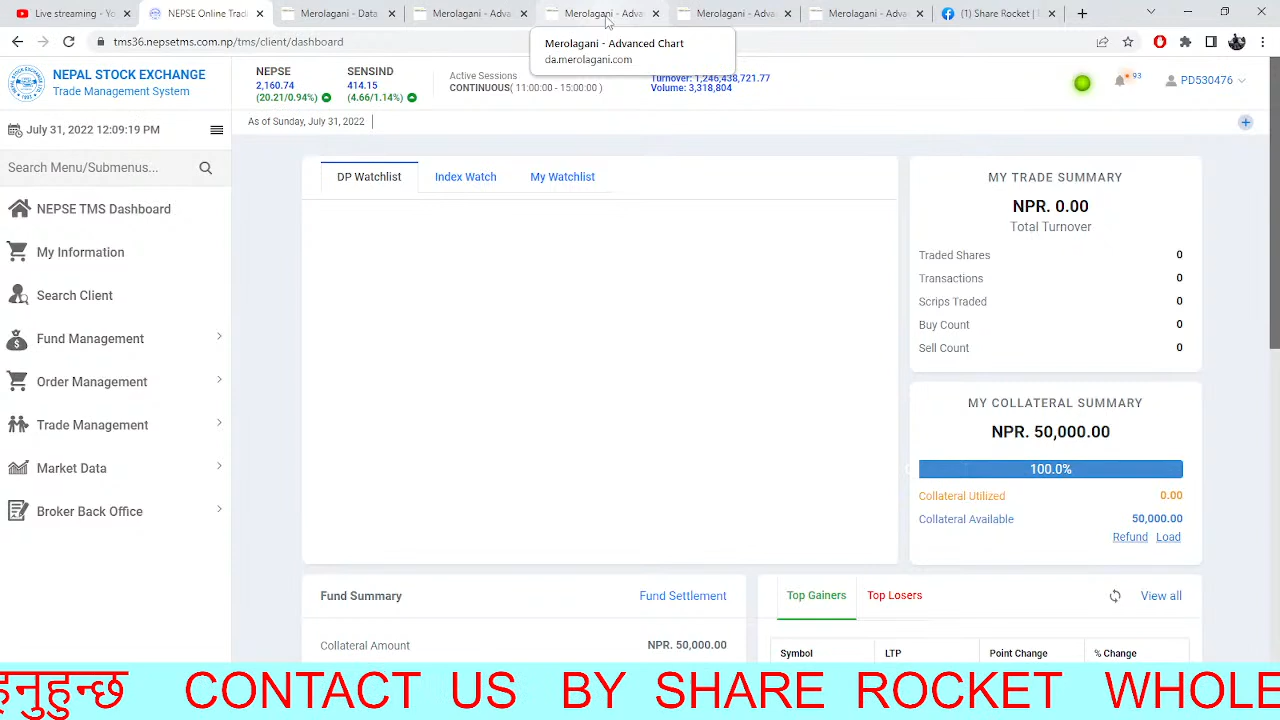 Live streaming - Yo
NEPSE Online Tradi
Merolagani - Data A
Merolagani - Advan
Merolagani - Advan
Merolagani - Advan
Merolagani - Advan
(1) Share Rocket |
tms36.nepsetms.com.np/tms/client/dashboard
Merolagani - Advanced Chart
da.merolagani.com
NEPAL STOCK EXCHANGE
Trade Management System
NEPSE
2,160.74
(20.21/0.94%)
SENSIND
414.15
(4.66/1.14%)
Active Sessions
CONTINUOUS( 11:00:00 - 15:00:00 )
Turnover: 1,246,438,721.77
Volume: 3,318,804
93
PD530476
July 31, 2022 12:09:19 PM
As of Sunday, July 31, 2022
Search Menu/Submenus...
NEPSE TMS Dashboard
My Information
Search Client
Fund Management
Order Management
Trade Management
Market Data
Broker Back Office
DP Watchlist
Index Watch
My Watchlist
MY TRADE SUMMARY
NPR. 0.00
Total Turnover
Traded Shares 0
Transactions 0
Scrips Traded 0
Buy Count 0
Sell Count 0
MY COLLATERAL SUMMARY
NPR. 50,000.00
100.0%
Collateral Utilized 0.00
Collateral Available 50,000.00
Refund Load
Fund Summary
Fund Settlement
Collateral Amount NPR. 50,000.00
Top Gainers
Top Losers
View all
Symbol LTP Point Change % Change
हुनुहुन्छ CONTACT US BY SHARE ROCKET WHOLE